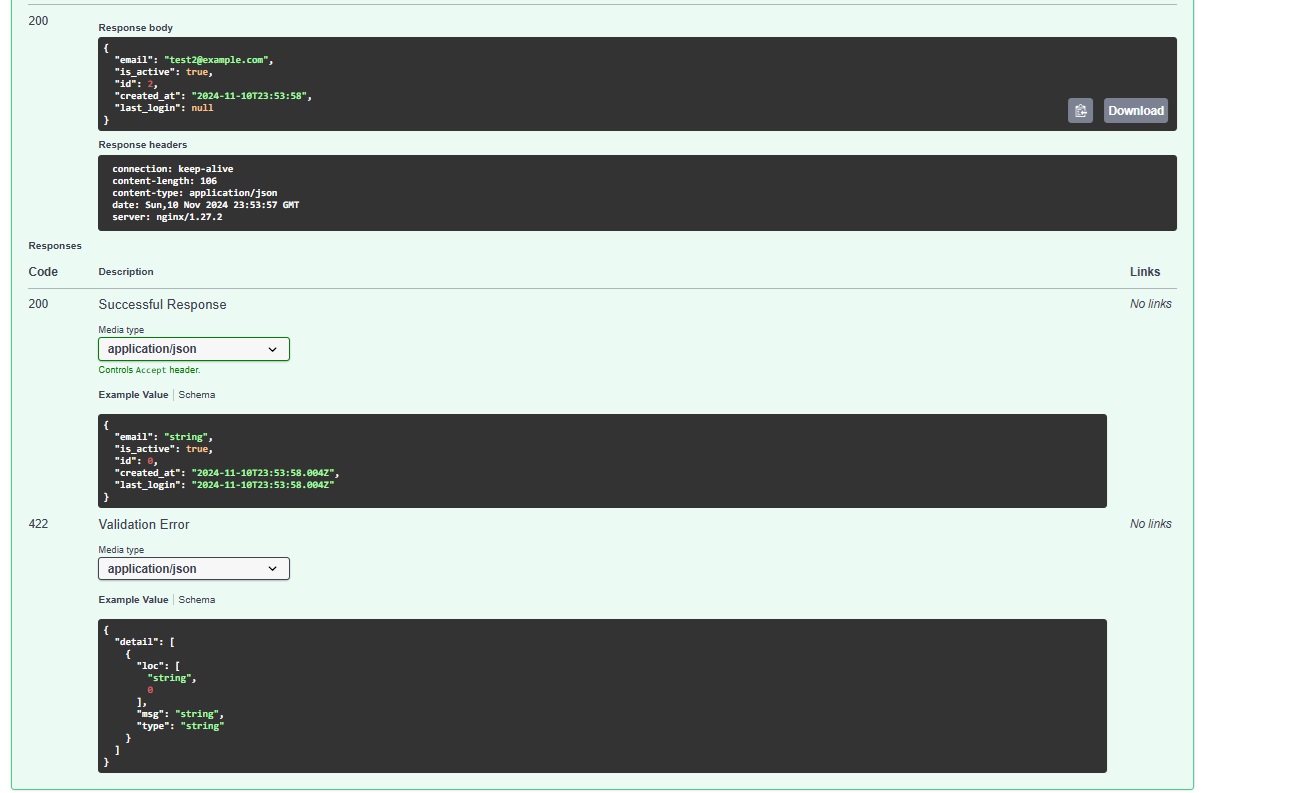 200
Response body
{
  "email": "test2@example.com",
  "is_active": true,
  "id": 2,
  "created_at": "2024-11-10T23:53:58",
  "last_login": null
}
Download
Response headers
connection: keep-alive
content-length: 106
content-type: application/json
date: Sun,10 Nov 2024 23:53:57 GMT
server: nginx/1.27.2
Responses
Code Description Links
200 Successful Response No links
Media type
application/json
Controls Accept header.
Example Value Schema
{
  "email": "string",
  "is_active": true,
  "id": 0,
  "created_at": "2024-11-10T23:53:58.004Z",
  "last_login": "2024-11-10T23:53:58.004Z"
}
422 Validation Error No links
Media type
application/json
Example Value Schema
{
  "detail": [
    {
      "loc": [
        "string",
        0
      ],
      "msg": "string",
      "type": "string"
    }
  ]
}